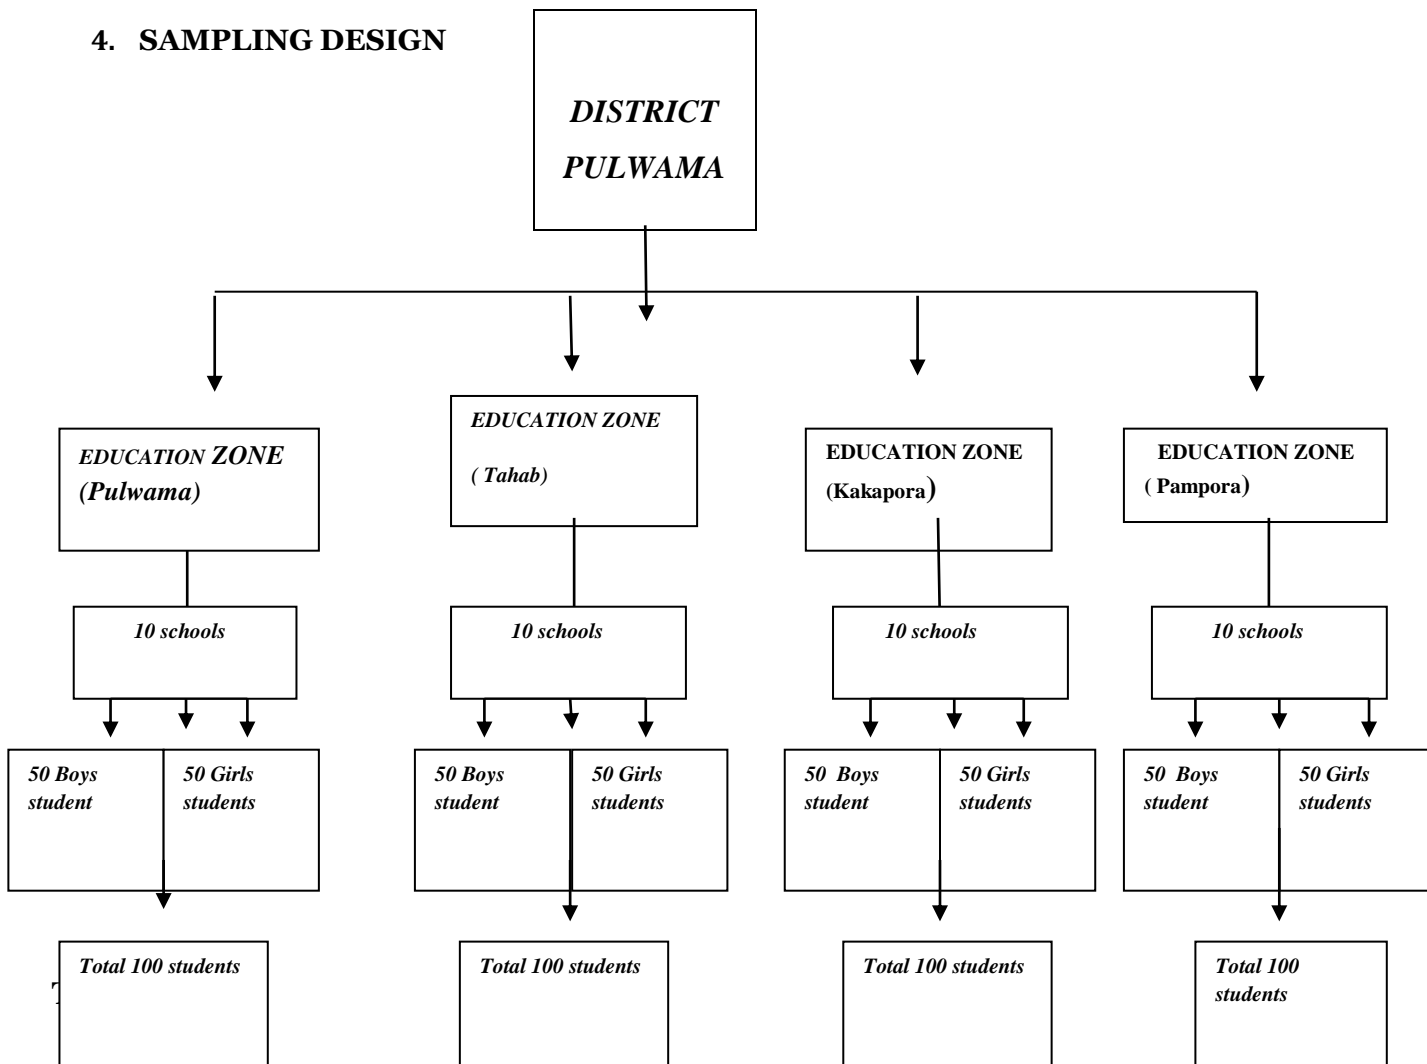 4. SAMPLING DESIGN
DISTRICT
PULWAMA
EDUCATION ZONE
(Pulwama)
EDUCATION ZONE
( Tahab)
EDUCATION ZONE
(Kakapora)
EDUCATION ZONE
( Pampora)
10 schools
10 schools
10 schools
10 schools
50 Boys
student
50 Girls
students
50 Boys
student
50 Girls
students
50  Boys
student
50 Girls
students
50  Boys
student
50 Girls
students
Total 100 students
Total 100 students
Total 100 students
Total 100
students